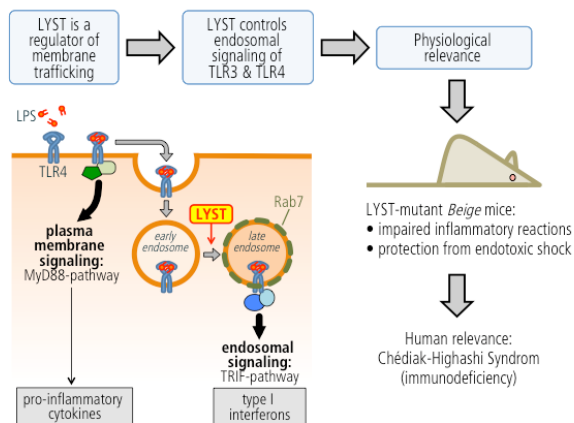 LYST is a
regulator of
membrane
trafficking
LYST controls
endosomal
signaling of
TLR3 & TLR4
Physiological
relevance
LPS
TLR4
plasma
membrane
signaling:
MyD88-pathway
early
endosome
LYST
Rab7
late
endosome
endosomal
signaling:
TRIF-pathway
pro-inflammatory
cytokines
type I
interferons
LYST-mutant Beige mice:
• impaired inflammatory reactions
• protection from endotoxic shock
Human relevance:
Chédiak-Highashi Syndrom
(immunodeficiency)